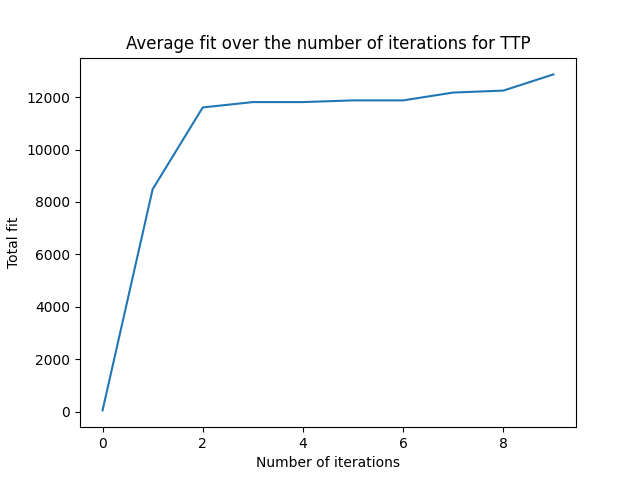 Average fit over the number of iterations for TTP
12000
10000
8000
6000
4000
2000
0
Total fit
0 2 4 6 8
Number of iterations